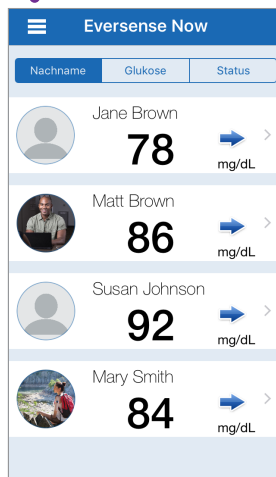 Eversense Now
Nachname Glukose Status
Jane Brown
78
mg/dL
Matt Brown
86
mg/dL
Susan Johnson
92
mg/dL
Mary Smith
84
mg/dL